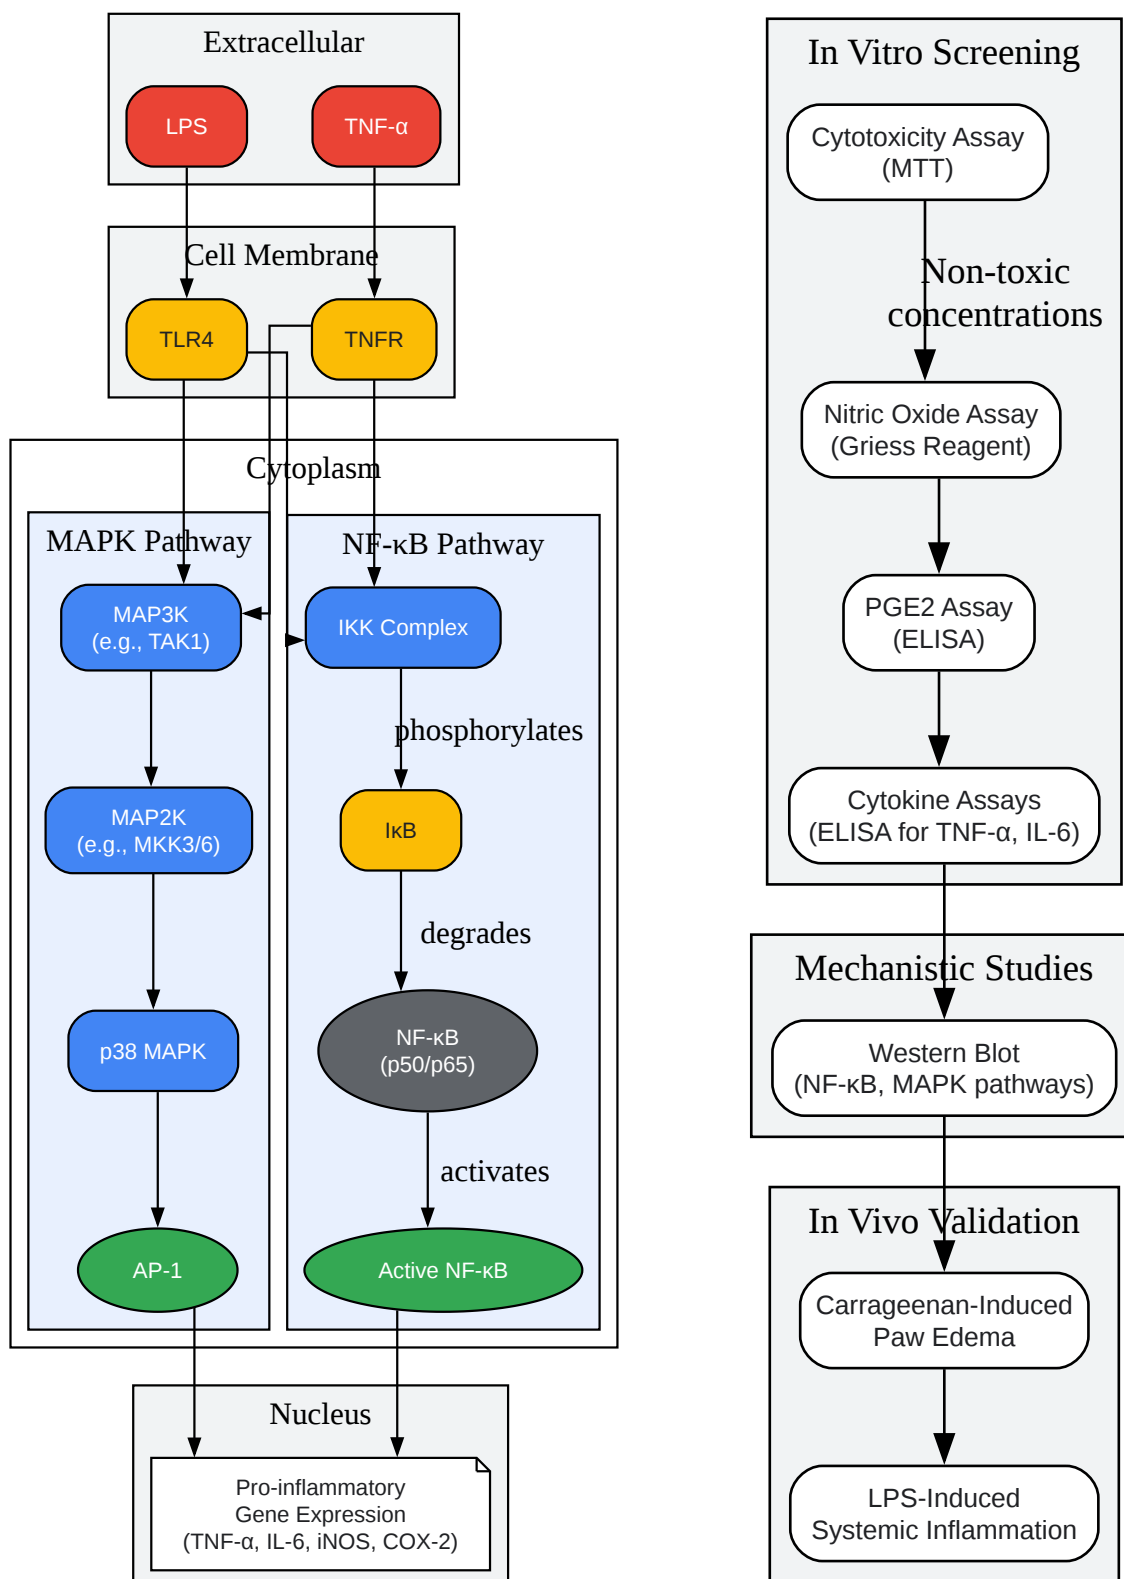 Extracellular
LPS
TNF-α
Cell Membrane
TLR4
TNFR
Cytoplasm
MAPK Pathway
MAP3K
(e.g., TAK1)
MAP2K
(e.g., MKK3/6)
p38 MAPK
AP-1
NF-κB Pathway
IKK Complex
phosphorylates
IκB
degrades
NF-κB
(p50/p65)
activates
Active NF-κB
Nucleus
Pro-inflammatory
Gene Expression
(TNF-α, IL-6, iNOS, COX-2)
In Vitro Screening
Cytotoxicity Assay
(MTT)
Non-toxic
concentrations
Nitric Oxide Assay
(Griess Reagent)
PGE2 Assay
(ELISA)
Cytokine Assays
(ELISA for TNF-α, IL-6)
Mechanistic Studies
Western Blot
(NF-κB, MAPK pathways)
In Vivo Validation
Carrageenan-Induced
Paw Edema
LPS-Induced
Systemic Inflammation